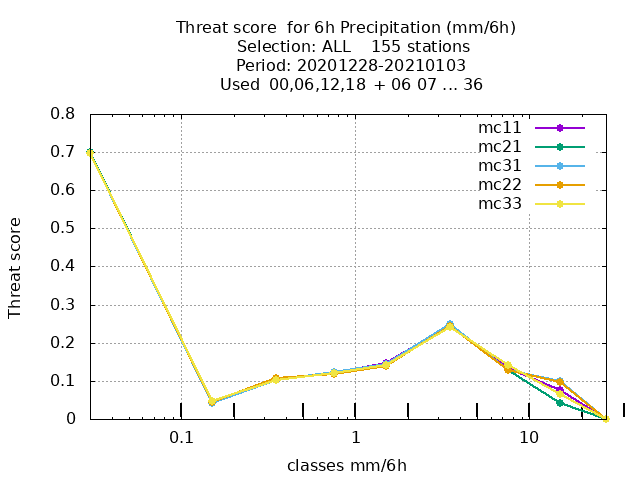 Threat score  for 6h Precipitation (mm/6h)
Selection: ALL    155 stations
Period: 20201228-20210103
Used  00,06,12,18  + 06 07 ... 36
0.8
0.7
0.6
0.5
0.4
0.3
0.2
0.1
0
Threat score
mc11
mc21
mc31
mc22
mc33
0.1
1
10
classes mm/6h